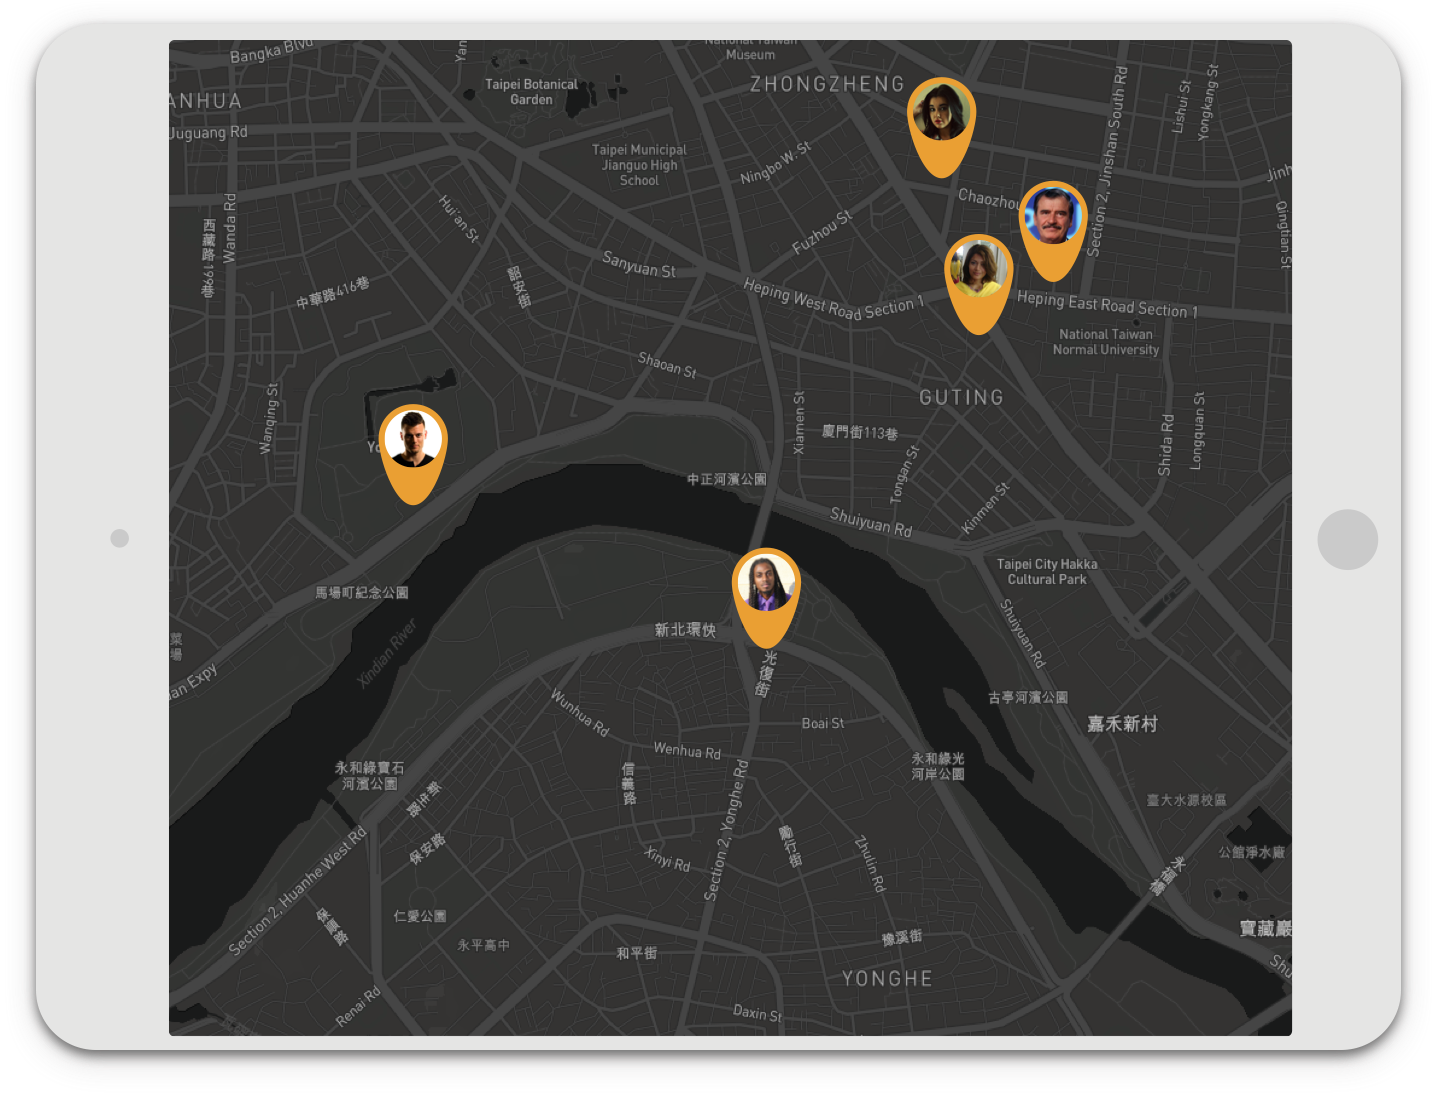 Bangka Blvd
National Taiwan
Museum
ZHONGZHENG
Taipei Botanical
Garden
ANHUA
Juguang Rd
Section 2, Jinshan South Rd
Lishui St
Yongkang St
Taipei Municipal
Jianguo High
School
Ningbo W. St
Jinh
Chaozhou
Hui'an St
Wanda Rd
西藏路166巷
Fuzhou St
Qingtian St
Sanyuan St
中華路416巷
詔安街
Heping West Road Section 1
Heping East Road Section 1
National Taiwan
Normal University
Shaoan St
GUTING
Wanqing St
Xiamen St
廈門街113巷
Shida Rd
Longquan St
Tongan St
中正河濱公園
Kinmen St
Shuiyuan Rd
Taipei City Hakka
Cultural Park
馬場町紀念公園
Shuiyuan Rd
新北環快
Xindian River
菜
場
an Expy
光復街
古亭河濱公園
嘉禾新村
Wunhua Rd
Boai St
Wenhua Rd
永和綠寶石
河濱公園
永和綠光
河岸公園
信義路
臺大水源校區
Section 2, Yonghe Rd
Section 2, Huanhe West Rd
保安路
勵行街
Zhulin Rd
Xinyi Rd
公館淨水廠
永福橋
仁愛公園
保順路
永平高中
和平街
豫溪街
寶藏巖
YONGHE
Shu
Renai Rd
Daxin St